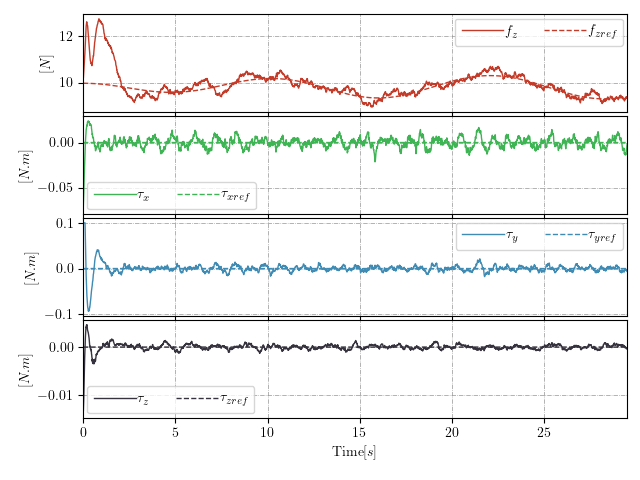 12
10
[N]
f_z f_zref
0.00
−0.05
[N.m]
τ_x τ_xref
0.1
0.0
−0.1
[N.m]
τ_y τ_yref
0.00
−0.01
[N.m]
τ_z τ_zref
0 5 10 15 20 25
Time[s]